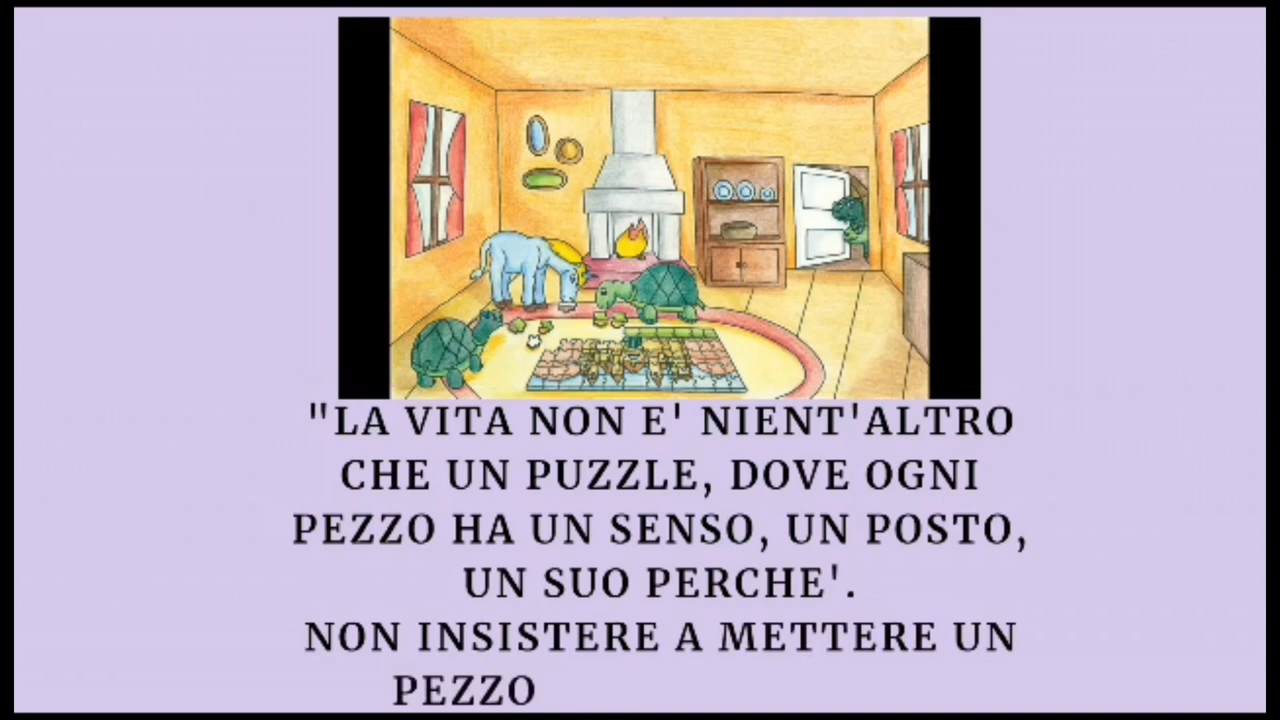 "LA VITA NON E' NIENT'ALTRO
CHE UN PUZZLE, DOVE OGNI
PEZZO HA UN SENSO, UN POSTO,
UN SUO PERCHE'.
NON INSISTERE A METTERE UN
PEZZO